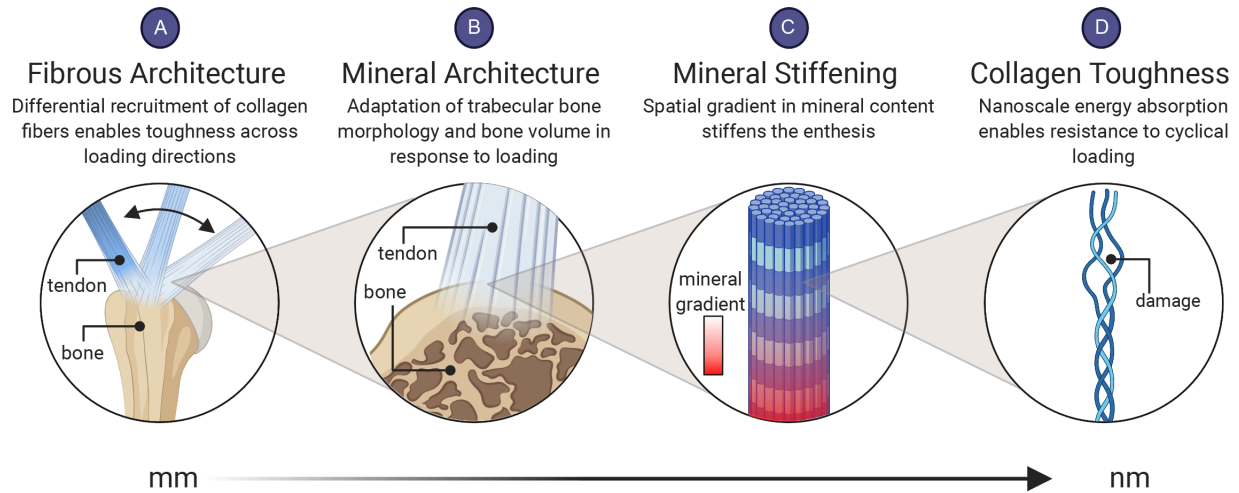 A
Fibrous Architecture
Differential recruitment of collagen
fibers enables toughness across
loading directions
tendon
bone
B
Mineral Architecture
Adaptation of trabecular bone
morphology and bone volume in
response to loading
tendon
bone
C
Mineral Stiffening
Spatial gradient in mineral content
stiffens the enthesis
mineral
gradient
D
Collagen Toughness
Nanoscale energy absorption
enables resistance to cyclical
loading
damage
mm
nm